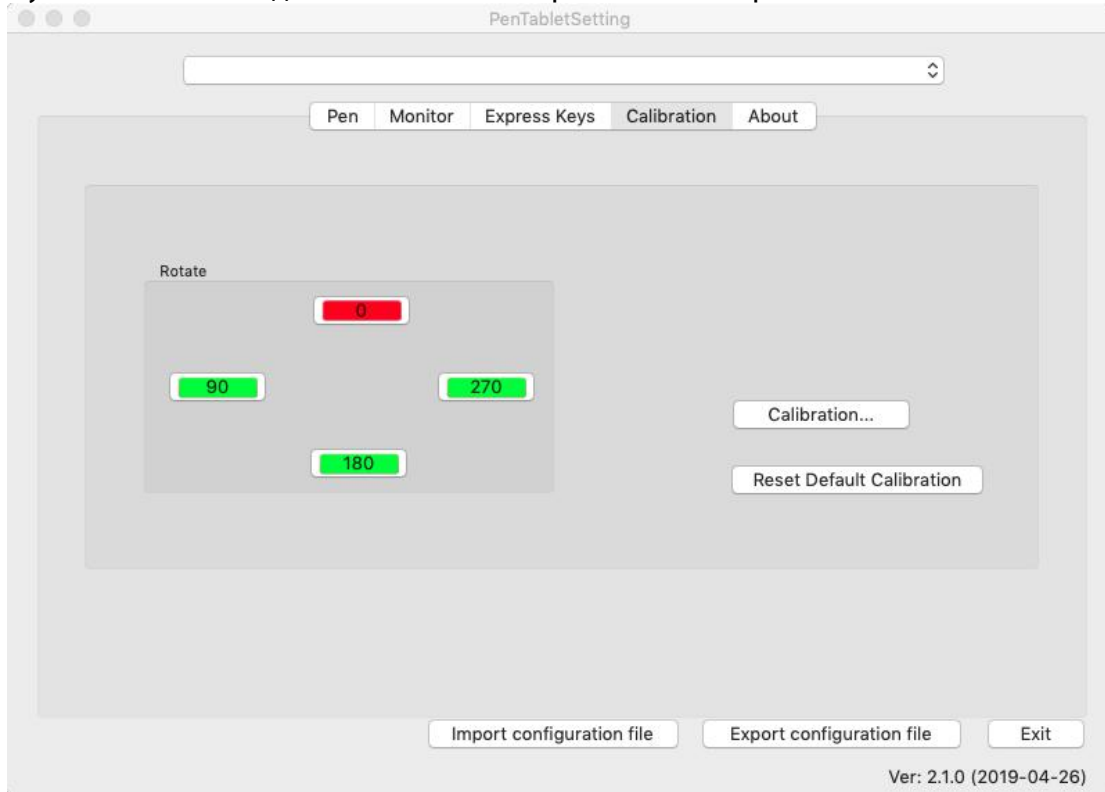 PenTabletSetting
Pen Monitor Express Keys Calibration About
Rotate
0
90 270
Calibration...
180
Reset Default Calibration
Import configuration file Export configuration file Exit
Ver: 2.1.0 (2019-04-26)